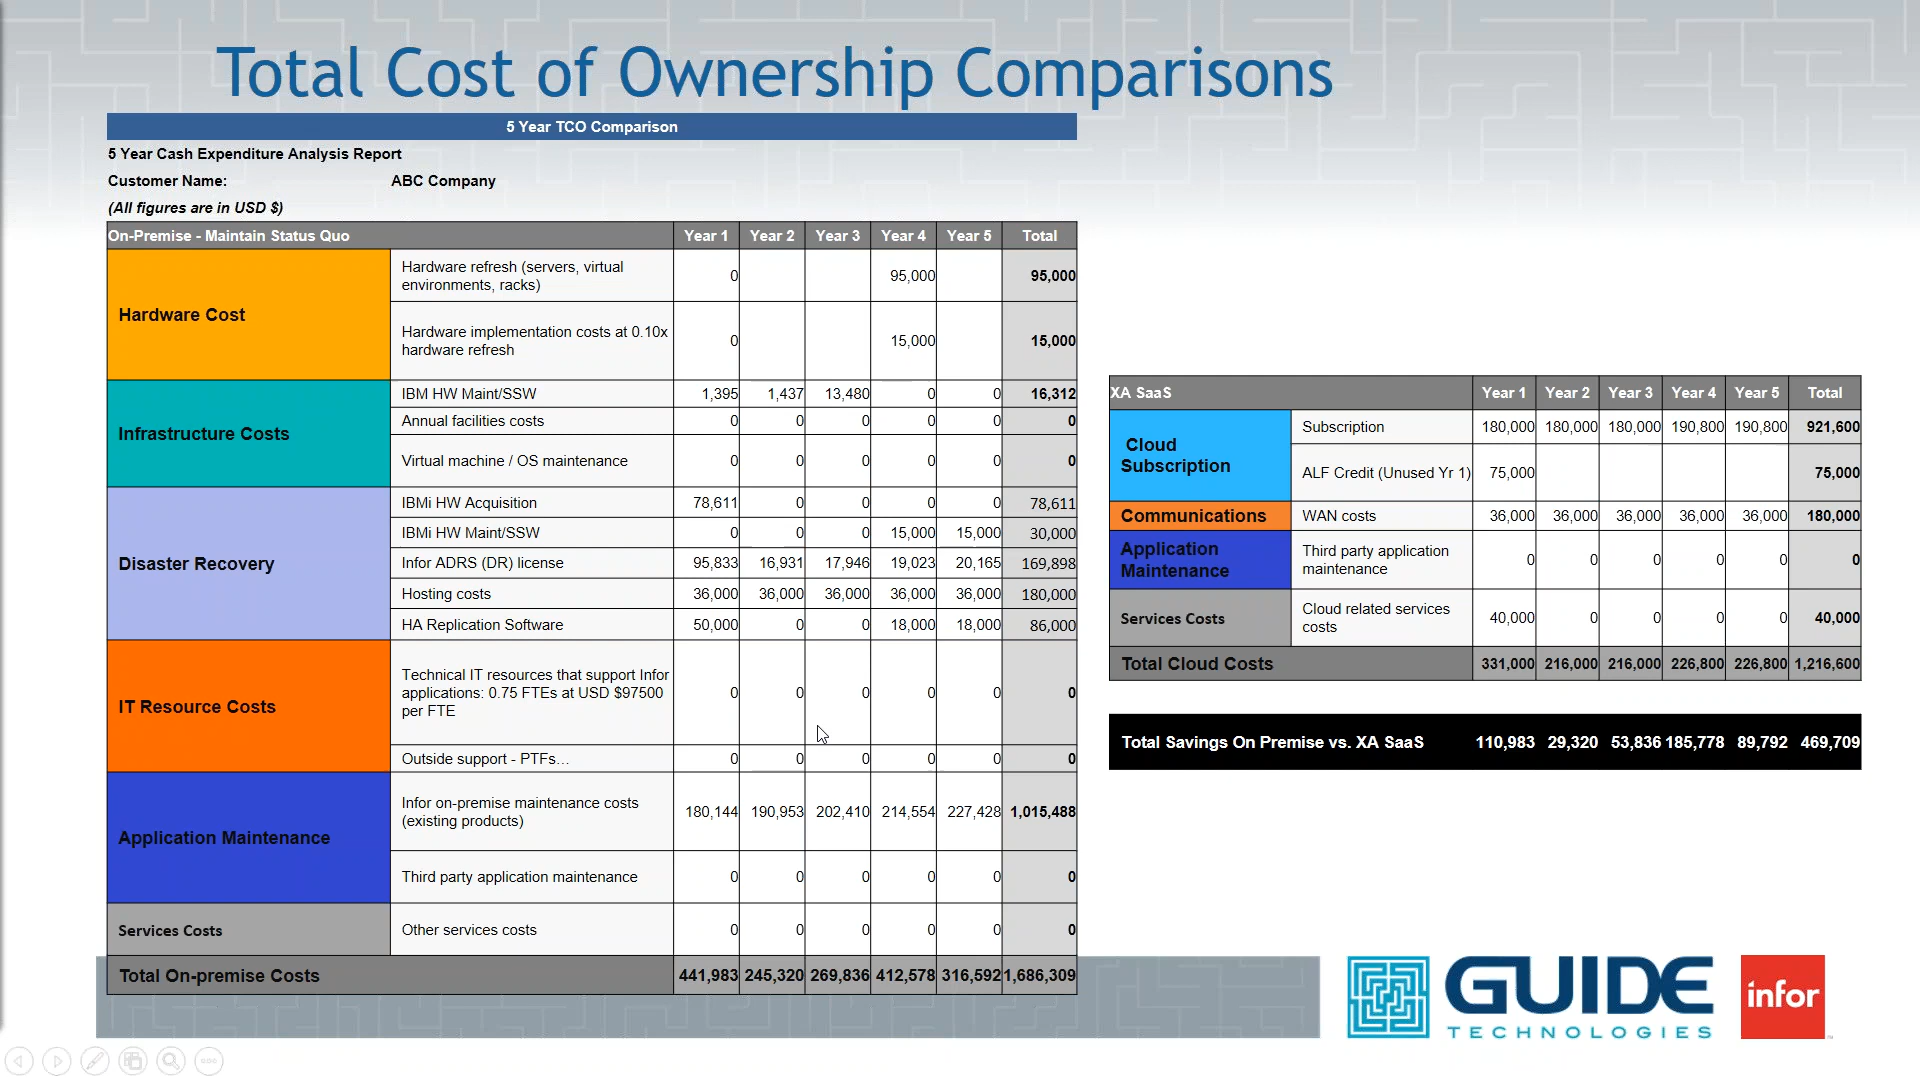 Total Cost of Ownership Comparisons
5 Year TCO Comparison
5 Year Cash Expenditure Analysis Report
Customer Name: ABC Company
(All figures are in USD $)
On-Premise - Maintain Status Quo Year 1 Year 2 Year 3 Year 4 Year 5 Total
Hardware Cost
Hardware refresh (servers, virtual
environments, racks) 0 95,000 95,000
Hardware implementation costs at 0.10x
hardware refresh 0 15,000 15,000
Infrastructure Costs
IBM HW Maint/SSW 1,395 1,437 13,480 0 0 16,312
Annual facilities costs 0 0 0 0 0 0
Virtual machine / OS maintenance 0 0 0 0 0 0
Disaster Recovery
IBMi HW Acquisition 78,611 0 0 0 0 78,611
IBMi HW Maint/SSW 0 0 0 15,000 15,000 30,000
Infor ADRS (DR) license 95,833 16,931 17,946 19,023 20,165 169,898
Hosting costs 36,000 36,000 36,000 36,000 36,000 180,000
HA Replication Software 50,000 0 0 18,000 18,000 86,000
IT Resource Costs
Technical IT resources that support Infor
applications: 0.75 FTEs at USD $97500
per FTE 0 0 0 0 0 0
Outside support - PTFs... 0 0 0 0 0 0
Application Maintenance
Infor on-premise maintenance costs
(existing products) 180,144 190,953 202,410 214,554 227,428 1,015,488
Third party application maintenance 0 0 0 0 0 0
Services Costs
Other services costs 0 0 0 0 0 0
Total On-premise Costs 441,983 245,320 269,836 412,578 316,592 1,686,309
XA SaaS Year 1 Year 2 Year 3 Year 4 Year 5 Total
Cloud
Subscription
Subscription 180,000 180,000 180,000 190,800 190,800 921,600
ALF Credit (Unused Yr 1) 75,000 75,000
Communications WAN costs 36,000 36,000 36,000 36,000 36,000 180,000
Application
Maintenance
Third party application
maintenance 0 0 0 0 0 0
Services Costs
Cloud related services
costs 40,000 0 0 0 0 40,000
Total Cloud Costs 331,000 216,000 216,000 226,800 226,800 1,216,600
Total Savings On Premise vs. XA SaaS 110,983 29,320 53,836 185,778 89,792 469,709
GUIDE
TECHNOLOGIES
infor